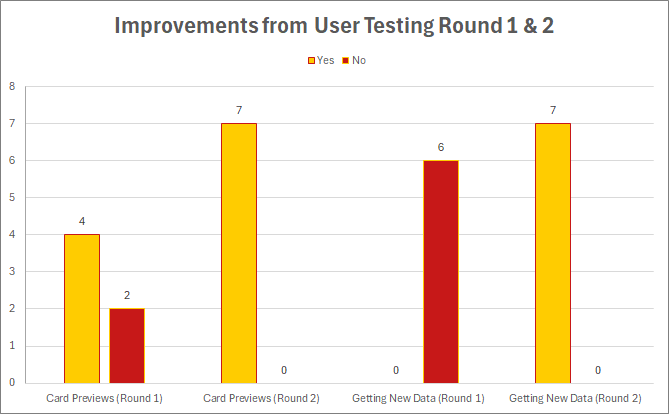 Improvements from User Testing Round 1 & 2
Yes No
8
7
6
5
4
3
2
1
0
4
2
7
0
0
6
7
0
Card Previews (Round 1)
Card Previews (Round 2)
Getting New Data (Round 1)
Getting New Data (Round 2)